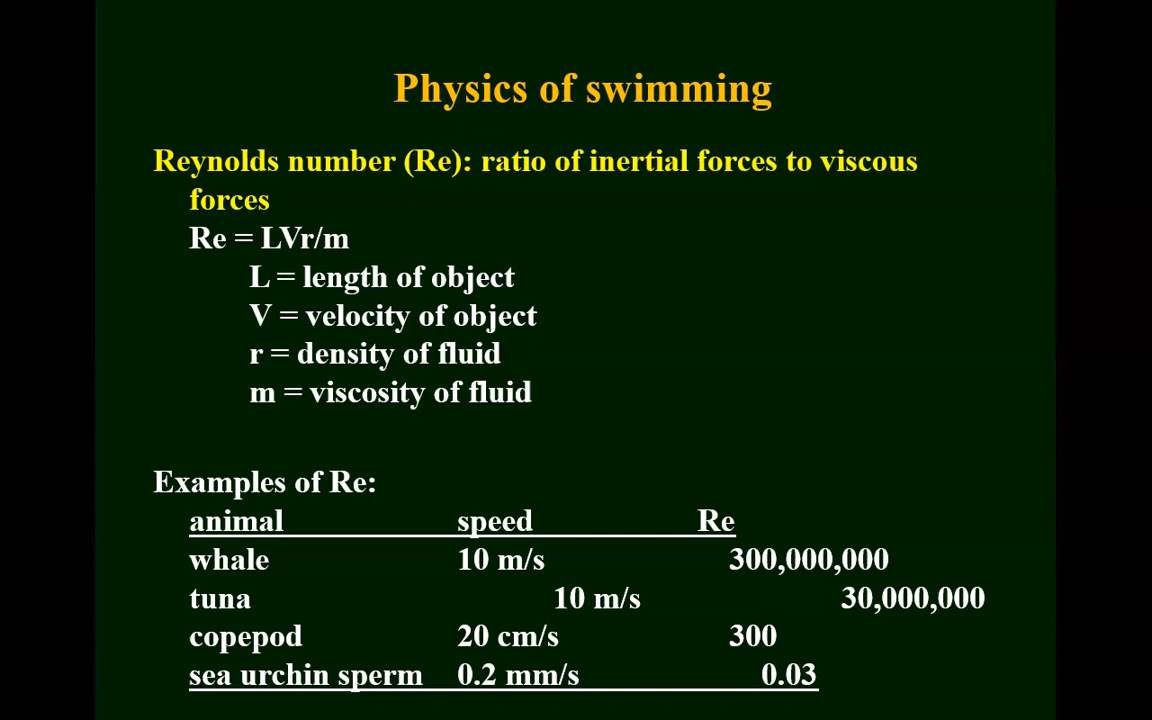 Physics of swimming
Reynolds number (Re): ratio of inertial forces to viscous
forces
Re = LVr/m
L = length of object
V = velocity of object
r = density of fluid
m = viscosity of fluid
Examples of Re:
animal speed Re
whale 10 m/s 300,000,000
tuna 10 m/s 30,000,000
copepod 20 cm/s 300
sea urchin sperm 0.2 mm/s 0.03